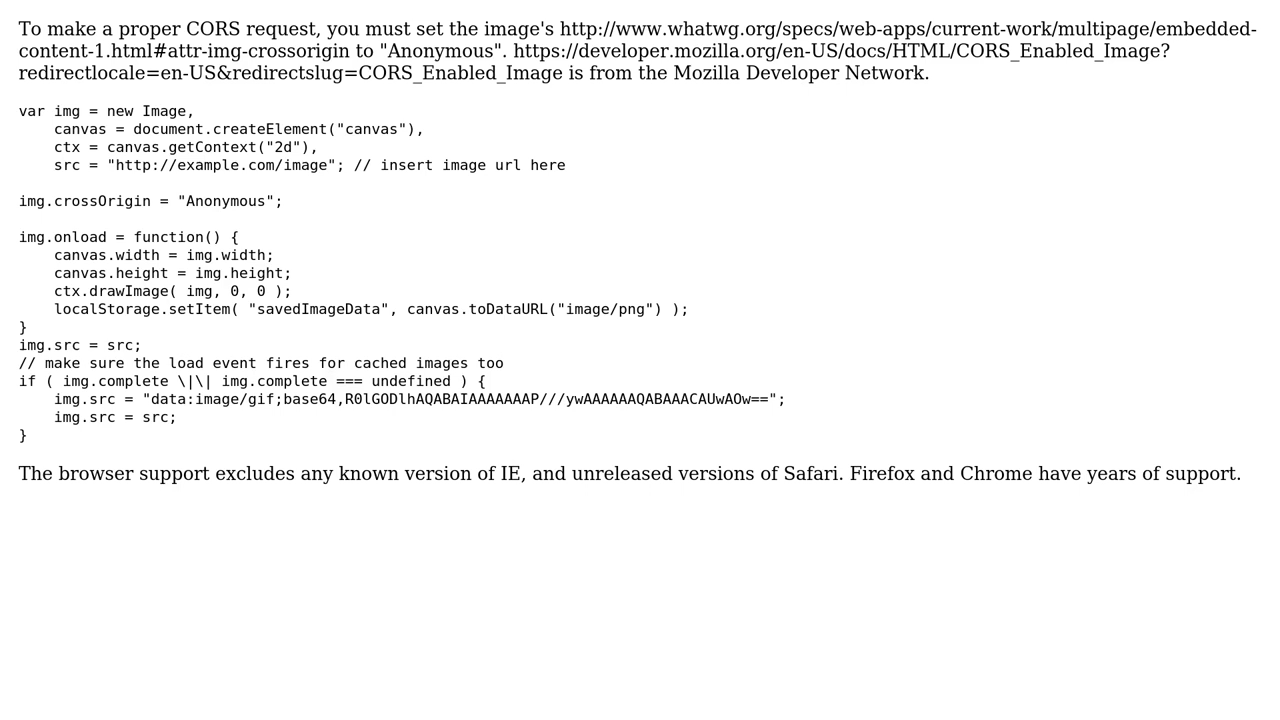 To make a proper CORS request, you must set the image's http://www.whatwg.org/specs/web-apps/current-work/multipage/embedded-
content-1.html#attr-img-crossorigin to "Anonymous". https://developer.mozilla.org/en-US/docs/HTML/CORS_Enabled_Image?
redirectlocale=en-US&redirectslug=CORS_Enabled_Image is from the Mozilla Developer Network.
var img = new Image,
    canvas = document.createElement("canvas"),
    ctx = canvas.getContext("2d"),
    src = "http://example.com/image"; // insert image url here

img.crossOrigin = "Anonymous";

img.onload = function() {
    canvas.width = img.width;
    canvas.height = img.height;
    ctx.drawImage( img, 0, 0 );
    localStorage.setItem( "savedImageData", canvas.toDataURL("image/png") );
}
img.src = src;
// make sure the load event fires for cached images too
if ( img.complete \|\| img.complete === undefined ) {
    img.src = "data:image/gif;base64,R0lGODlhAQABAIAAAAAAAP///ywAAAAAAQABAAACAUwAOw==";
    img.src = src;
}
The browser support excludes any known version of IE, and unreleased versions of Safari. Firefox and Chrome have years of support.